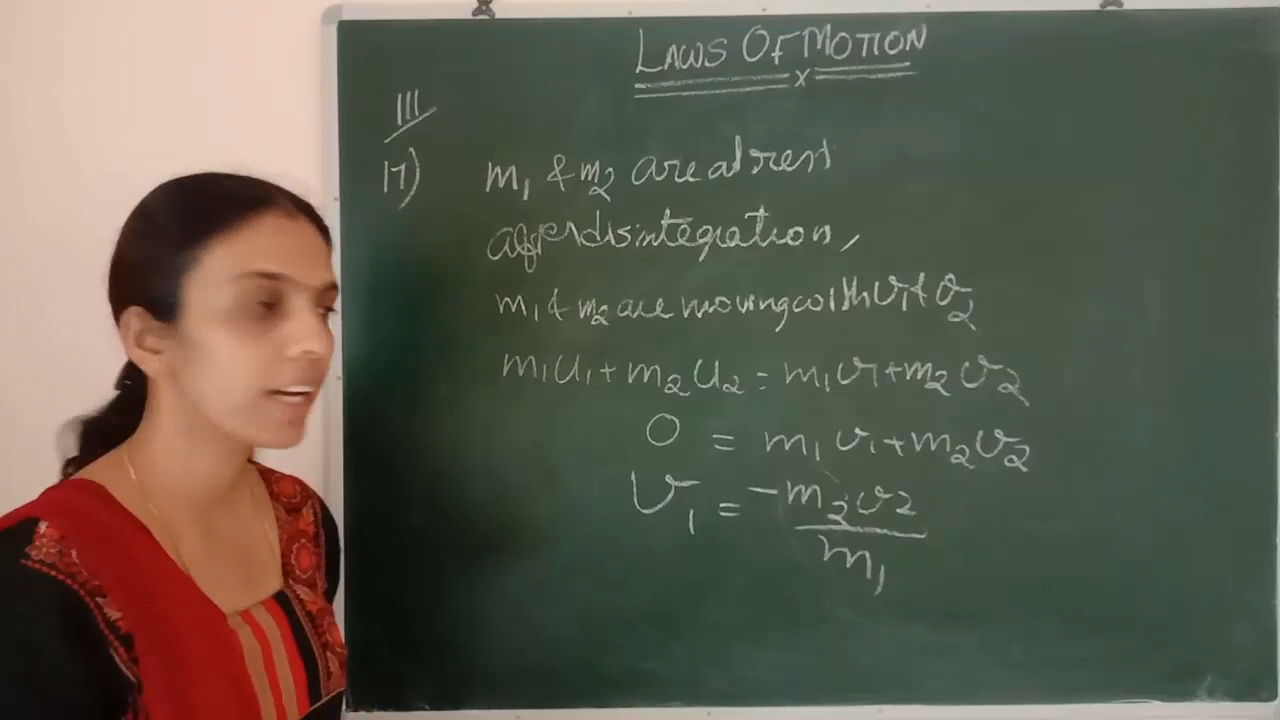 LAWS OF MOTION
x
III
17) m₁ & m₂ are at rest
after disintegration,
m₁ & m₂ are moving with v₁ & v₂
m₁u₁ + m₂u₂ = m₁v₁ + m₂v₂
0 = m₁v₁ + m₂v₂
v₁ = -m₂v₂
m₁